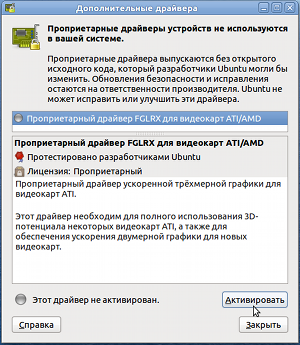 Дополнительные драйвера
Проприетарные драйверы устройств не используются
в вашей системе.
Проприетарные драйверы выпускаются без открытого
исходного кода, который разработчики Ubuntu могли бы
изменить. Обновления безопасности и исправления
остаются на ответственности производителя. Ubuntu не
может исправить или улучшить эти драйвера.
Проприетарный драйвер FGLRX для видеокарт ATI/AMD
Проприетарный драйвер FGLRX для видеокарт ATI/AMD
Протестировано разработчиками Ubuntu
Лицензия: Проприетарный
Проприетарный драйвер ускоренной трёхмерной графики для
видеокарт ATI.
Этот драйвер необходим для полного использования 3D-
потенциала некоторых видеокарт ATI, а также для
обеспечения ускорения двумерной графики для новых
видеокарт.
Этот драйвер не активирован.
Активировать
Справка
Закрыть